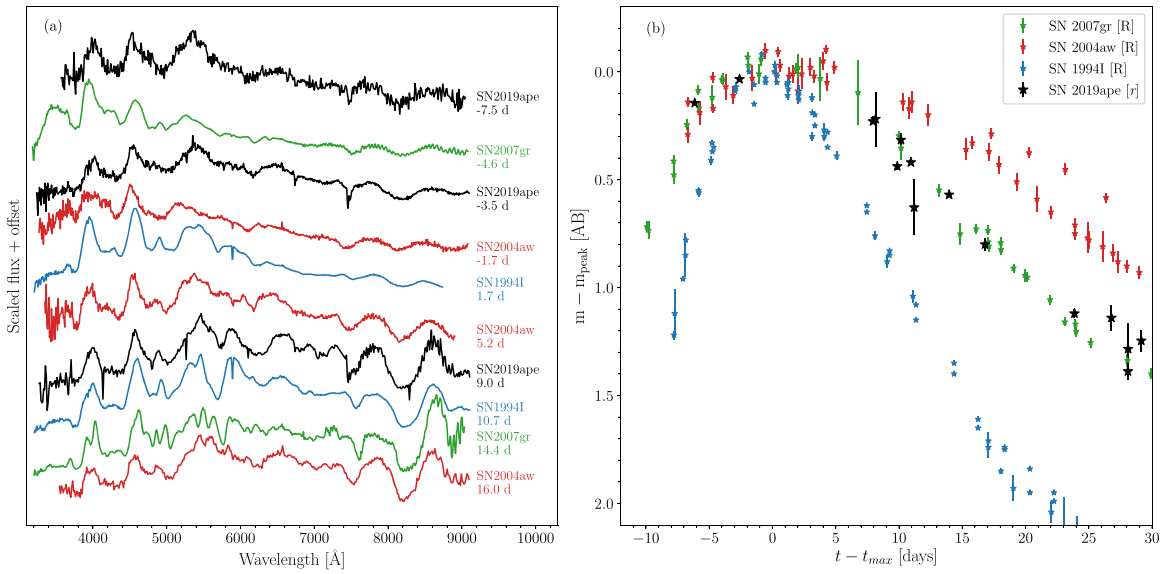 (a)
SN2019ape
-7.5 d
SN2007gr
-4.6 d
SN2019ape
-3.5 d
SN2004aw
-1.7 d
SN1994I
1.7 d
SN2004aw
5.2 d
SN2019ape
9.0 d
SN1994I
10.7 d
SN2007gr
14.4 d
SN2004aw
16.0 d
Scaled flux + offset
4000 5000 6000 7000 8000 9000 10000
Wavelength [Å]
(b)
SN 2007gr [R]
SN 2004aw [R]
SN 1994I [R]
SN 2019ape [r]
0.0
0.5
1.0
1.5
2.0
m − mpeak [AB]
−10 −5 0 5 10 15 20 25 30
t − tmax [days]